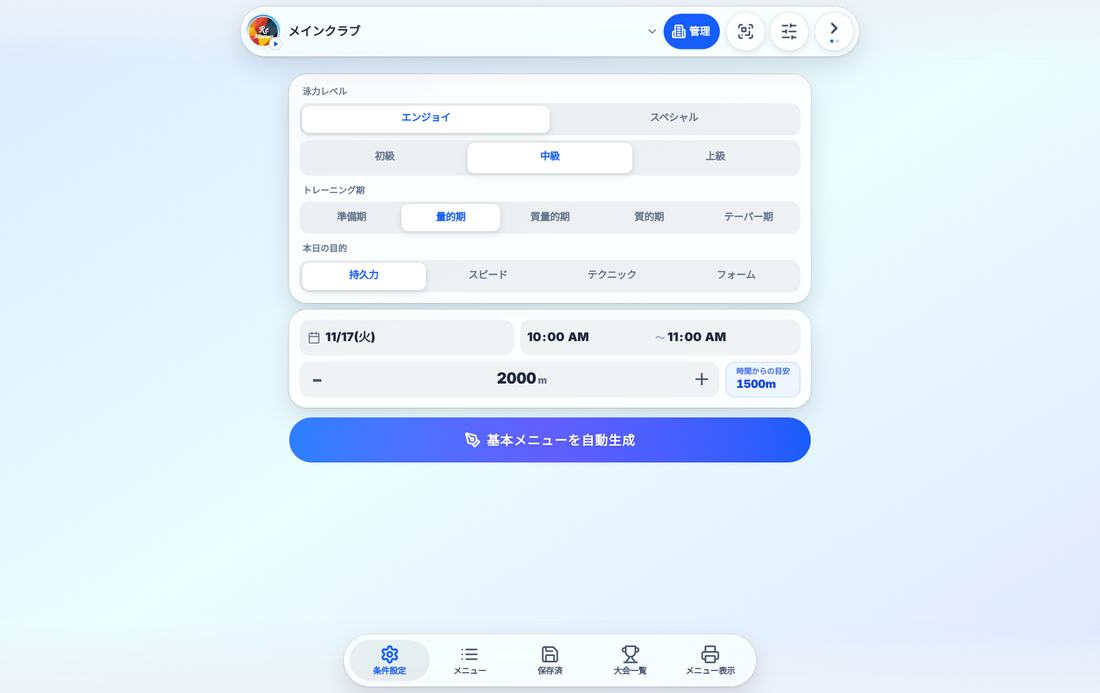 メインクラブ
管理
泳力レベル
エンジョイ スペシャル
初級 中級 上級
トレーニング期
準備期 量的期 質量的期 質的期 テーパー期
本日の目的
持久力 スピード テクニック フォーム
11/17(火) 10:00 AM ～ 11:00 AM
− 2000 m +
時間からの目安
1500m
基本メニューを自動生成
条件設定 メニュー 保存済 大会一覧 メニュー表示